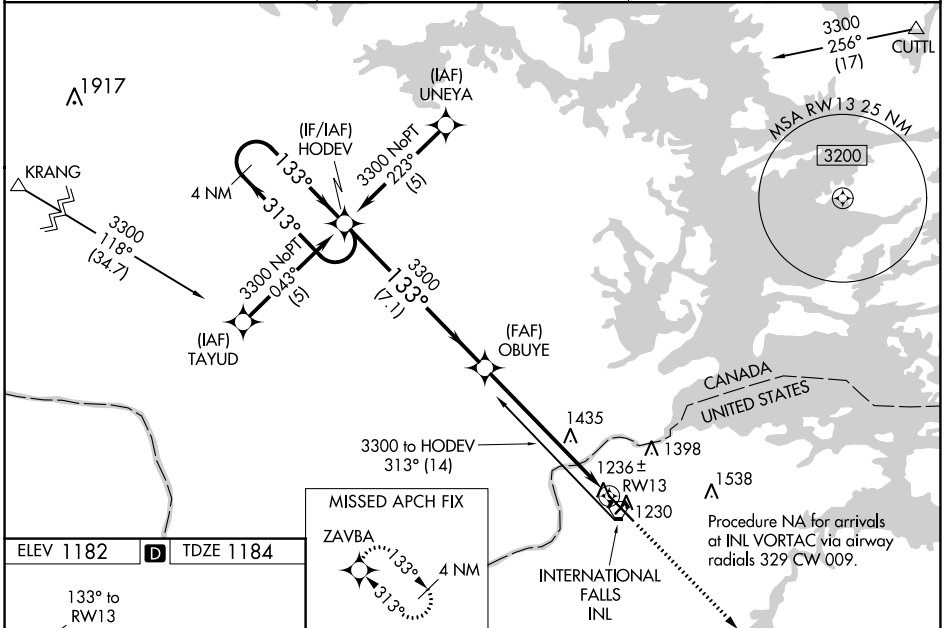 3300
256°
(17)
CUTTL
1917
(IAF)
UNEYA
MSA RW13 25 NM
3200
(IF/IAF)
HODEV
133°
3300 NoPT
223°
(5)
KRANG
4 NM
313°
3300
118°
(34.7)
3300 NoPT
043°
(5)
3300
133°
(7.1)
(IAF)
TAYUD
(FAF)
OBUYE
CANADA
UNITED STATES
1435
3300 to HODEV
313° (14)
1398
1236 ±
RW13
1538
1230
MISSED APCH FIX
ZAVBA
133°
4 NM
313°
Procedure NA for arrivals
at INL VORTAC via airway
radials 329 CW 009.
INTERNATIONAL
FALLS
INL
ELEV 1182 D TDZE 1184
133° to
RW13